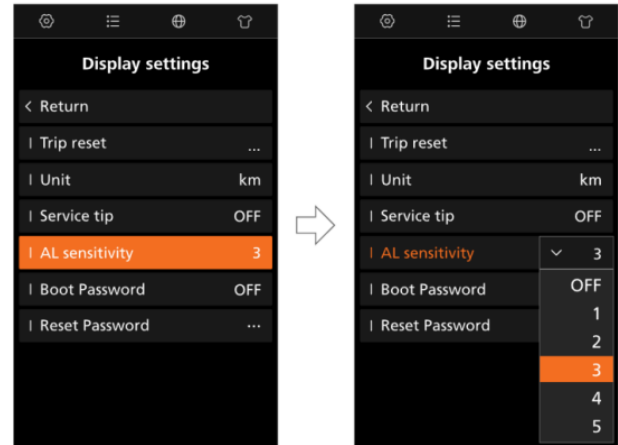 Display settings
< Return
Trip reset ...
Unit km
Service tip OFF
AL sensitivity 3
Boot Password OFF
Reset Password ...
Display settings
< Return
Trip reset ...
Unit km
Service tip OFF
AL sensitivity 3
Boot Password OFF
1
Reset Password
2
3
4
5